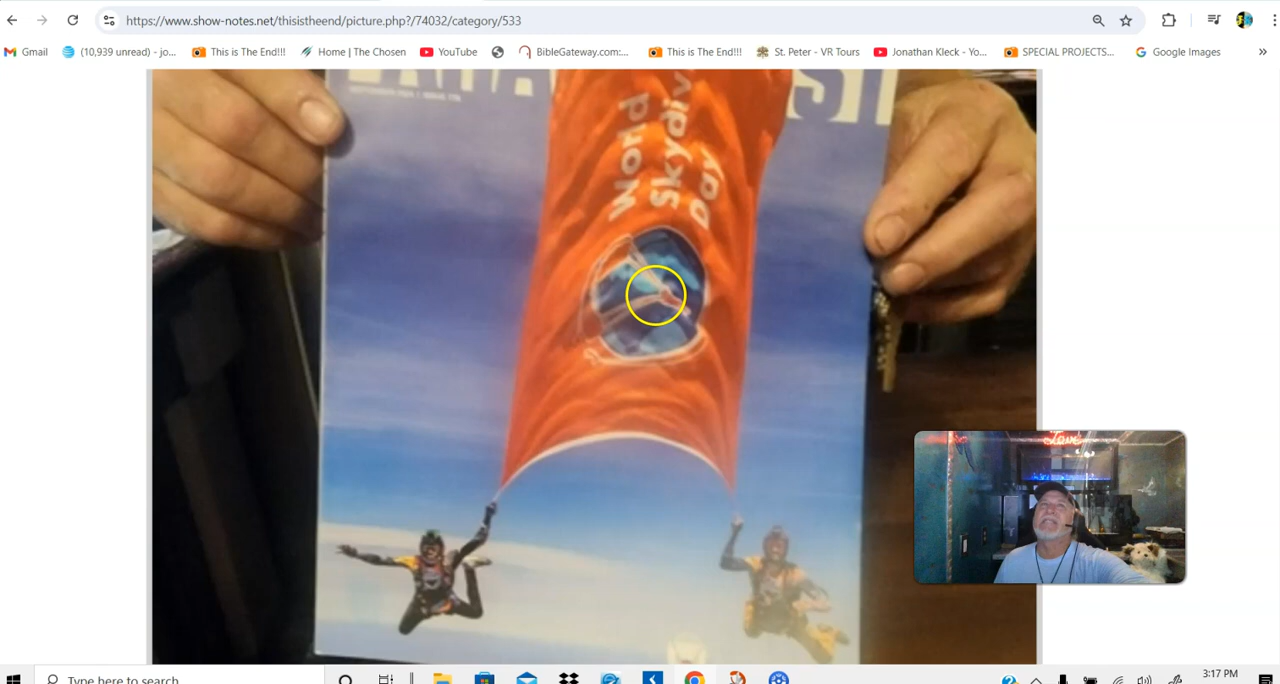 https://www.show-notes.net/thisistheend/picture.php?/74032/category/533
Gmail
(10,939 unread) - jo...
This is The End!!!
Home | The Chosen
YouTube
BibleGateway.com:...
This is The End!!!
St. Peter - VR Tours
Jonathan Kleck - Yo...
SPECIAL PROJECTS...
Google Images
World
Skydiv
Day
Love
Type here to search
3:17 PM